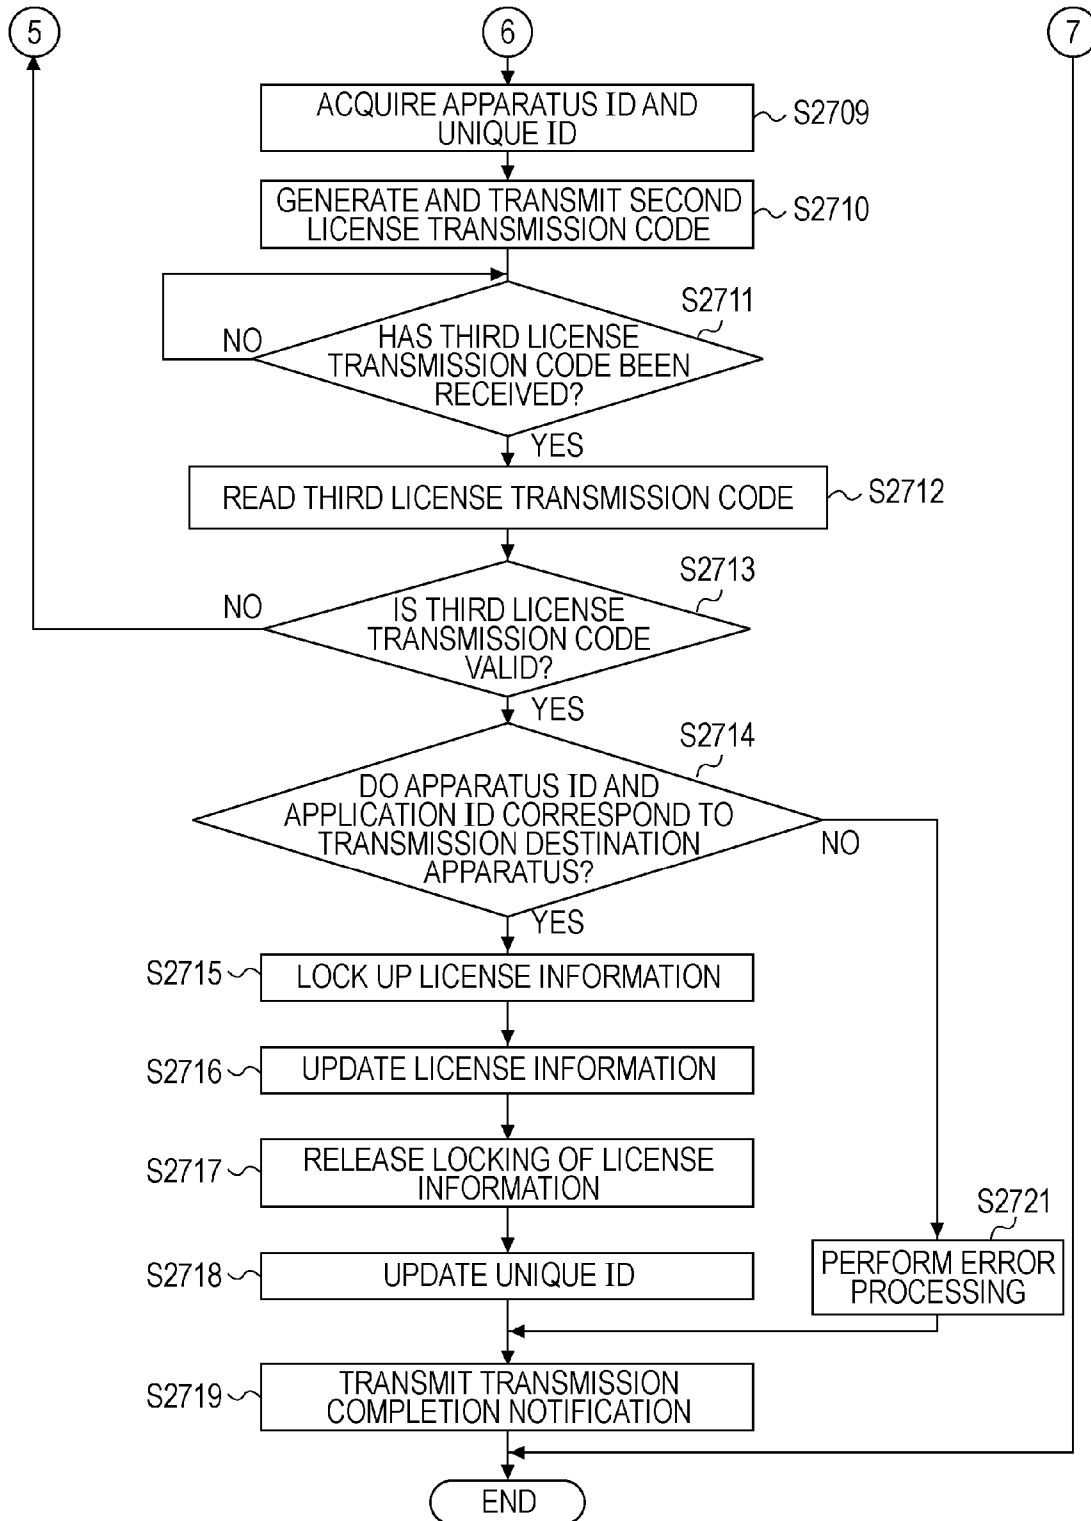 5
6
7
ACQUIRE APPARATUS ID AND
UNIQUE ID
S2709
GENERATE AND TRANSMIT SECOND
LICENSE TRANSMISSION CODE
S2710
S2711
HAS THIRD LICENSE
TRANSMISSION CODE BEEN
RECEIVED?
NO
YES
READ THIRD LICENSE TRANSMISSION CODE
S2712
S2713
IS THIRD LICENSE
TRANSMISSION CODE
VALID?
NO
YES
S2714
DO APPARATUS ID AND
APPLICATION ID CORRESPOND TO
TRANSMISSION DESTINATION
APPARATUS?
NO
YES
S2715
LOCK UP LICENSE INFORMATION
S2716
UPDATE LICENSE INFORMATION
S2717
RELEASE LOCKING OF LICENSE
INFORMATION
S2721
PERFORM ERROR
PROCESSING
S2718
UPDATE UNIQUE ID
S2719
TRANSMIT TRANSMISSION
COMPLETION NOTIFICATION
END